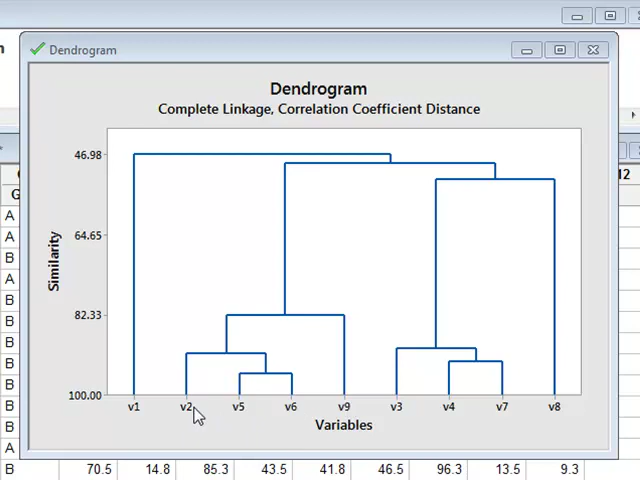 n
Dendrogram
Dendrogram
Complete Linkage, Correlation Coefficient Distance
46.98
64.65
82.33
100.00
Similarity
v1 v2 v5 v6 v9 v3 v4 v7 v8
Variables
12
G
A
A
B
A
B
B
B
B
B
B
B
A
B 70.5 14.8 85.3 43.5 41.8 46.5 96.3 13.5 9.3